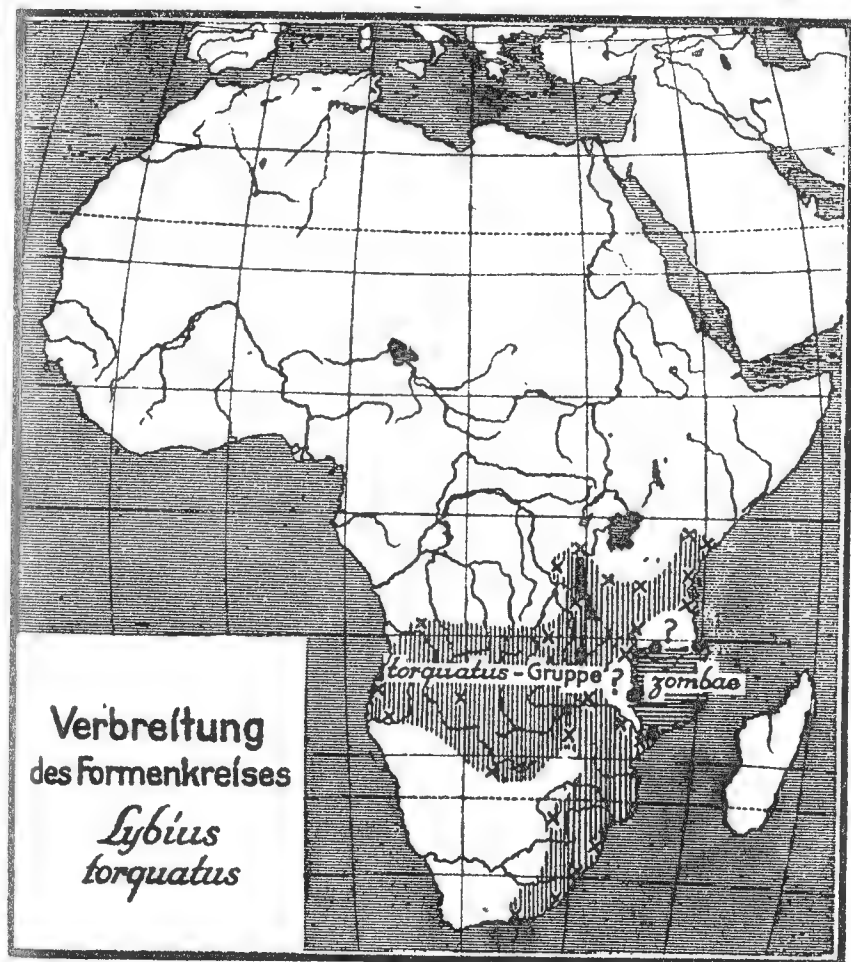 ?
torquatus - Gruppe ? zombae
Verbreitung
des Formenkreises
Lybius
torquatus